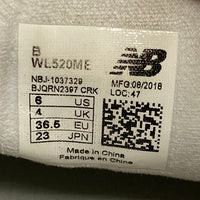 B
WL520ME
NBJ-1037329
BJQRN2397 CRK
MFG:08/2018
LOC: 47
6 US
4 UK
36.5 EU
23 JPN
Made in China
Fabriqué en Chine